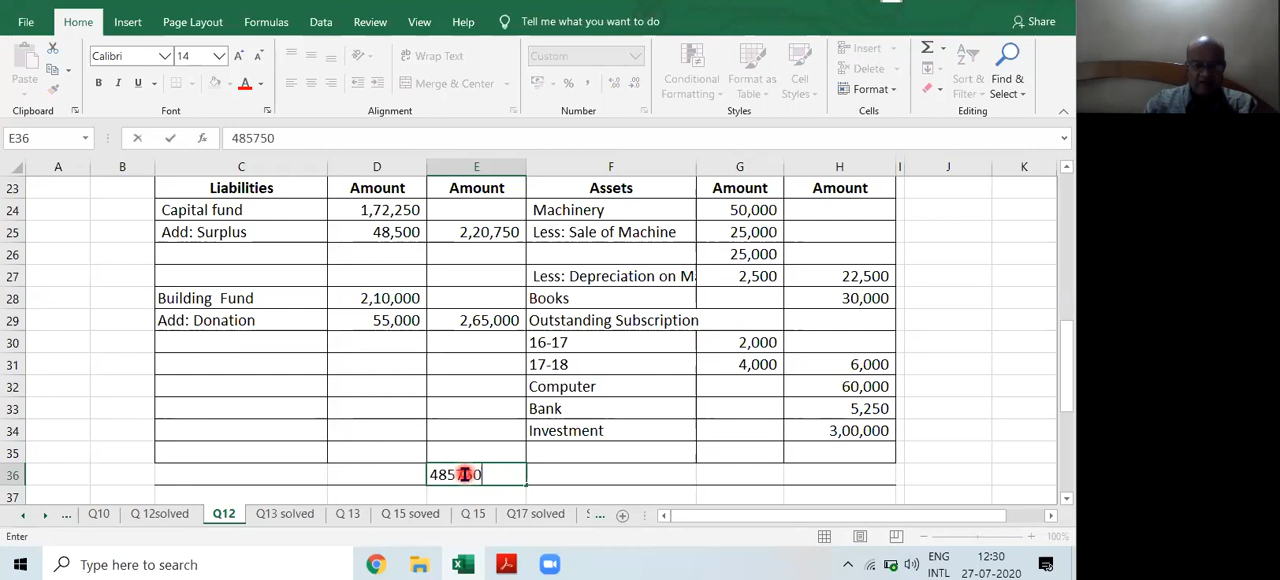 File Home Insert Page Layout Formulas Data Review View Help Tell me what you want to do Share
Paste Calibri 14 Wrap Text Custom Insert
B I U Merge & Center % Conditional Formatting Format as Table Cell Styles Delete Sort & Filter Find & Select
Format
Clipboard Font Alignment Number Styles Cells Editing
E36 fx 485750
A B C D E F G H I J K
23 Liabilities Amount Amount Assets Amount Amount
24 Capital fund 1,72,250 Machinery 50,000
25 Add: Surplus 48,500 2,20,750 Less: Sale of Machine 25,000
26 25,000
27 Less: Depreciation on Ma 2,500 22,500
28 Building Fund 2,10,000 Books 30,000
29 Add: Donation 55,000 2,65,000 Outstanding Subscription
30 16-17 2,000
31 17-18 4,000 6,000
32 Computer 60,000
33 Bank 5,250
34 Investment 3,00,000
35
36 485750
37
... Q10 Q 12solved Q12 Q13 solved Q 13 Q 15 soved Q 15 Q17 solved ...
Enter 100%
Type here to search ENG INTL 12:30 27-07-2020